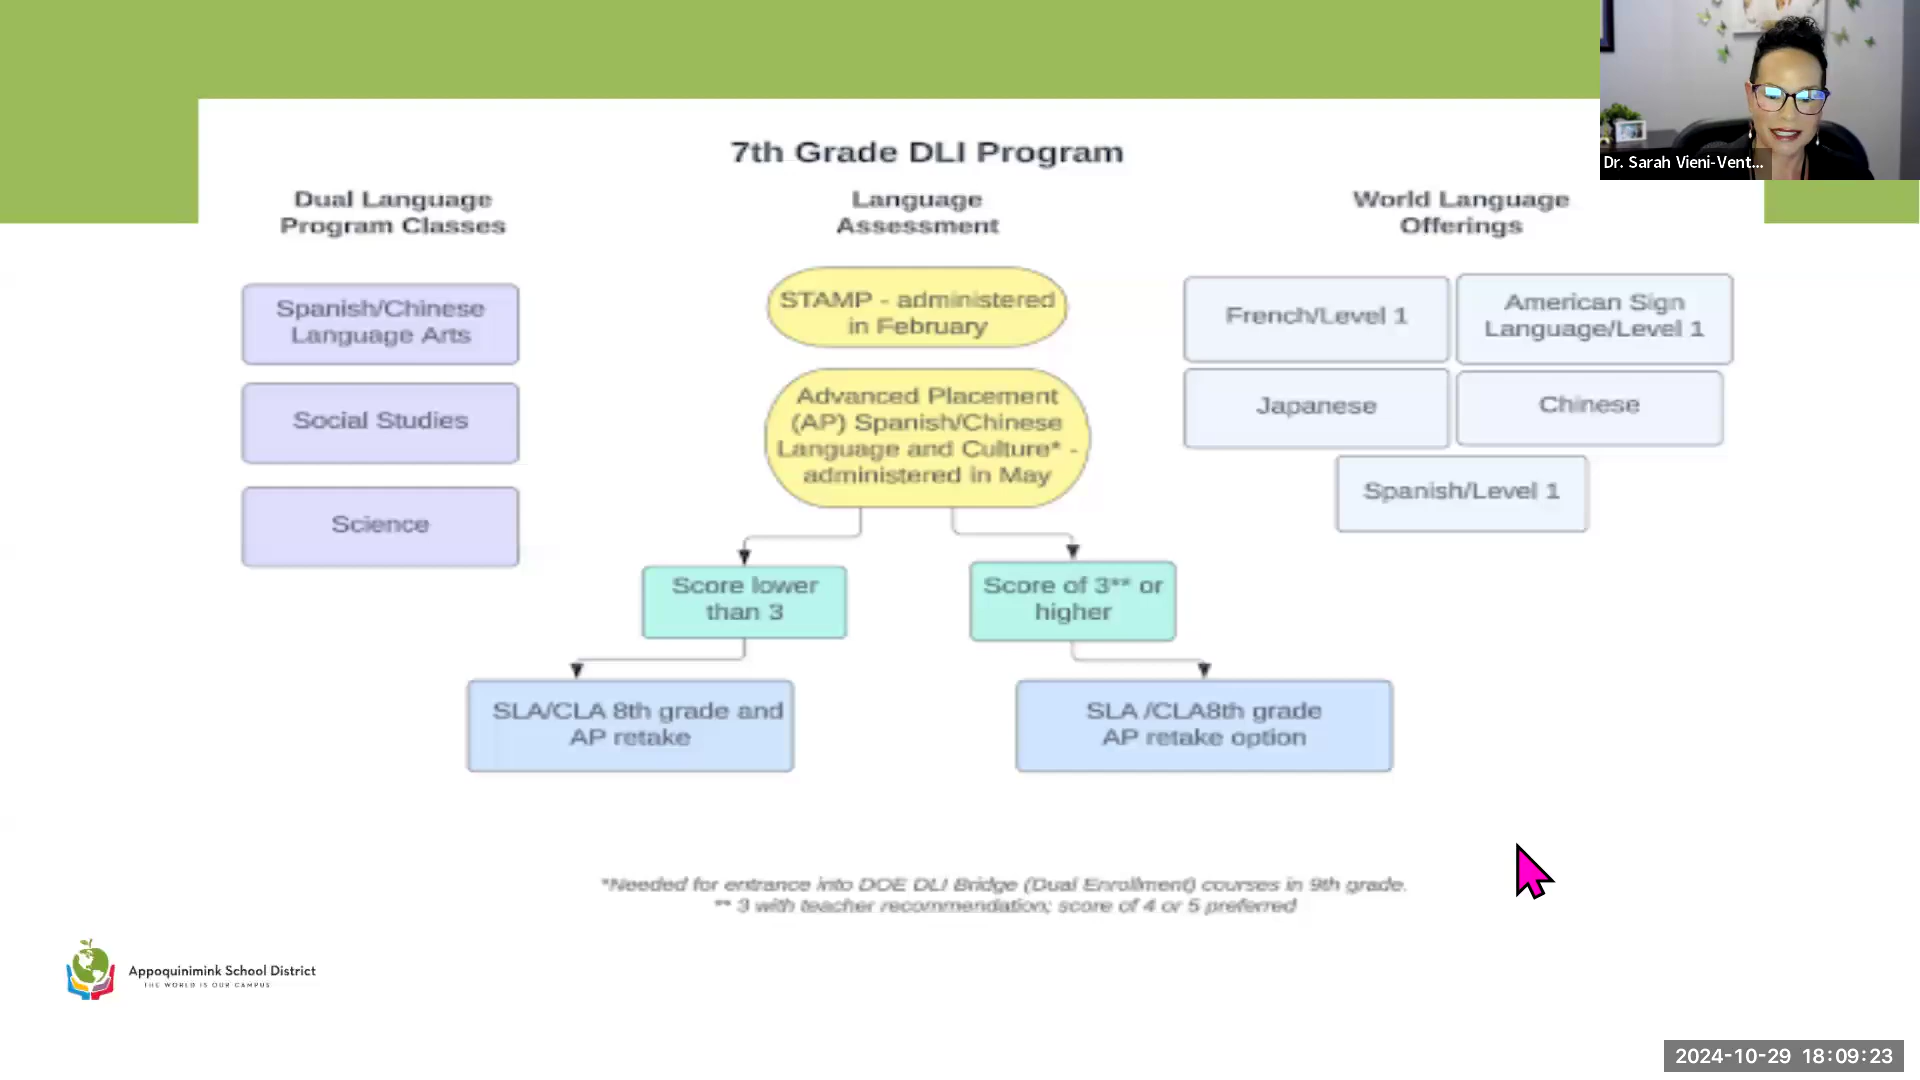 7th Grade DLI Program
Dual Language
Program Classes
Spanish/Chinese
Language Arts
Social Studies
Science
Language
Assessment
STAMP - administered
in February
Advanced Placement
(AP) Spanish/Chinese
Language and Culture* -
administered in May
Score lower
than 3
Score of 3** or
higher
SLA/CLA 8th grade and
AP retake
SLA /CLA8th grade
AP retake option
World Language
Offerings
French/Level 1
American Sign
Language/Level 1
Japanese
Chinese
Spanish/Level 1
*Needed for entrance into DOE DLI Bridge (Dual Enrollment) courses in 9th grade.
** 3 with teacher recommendation; score of 4 or 5 preferred
Appoquinimink School District
THE WORLD IS OUR CAMPUS
Dr. Sarah Vieni-Vent...
2024-10-29 18:09:23